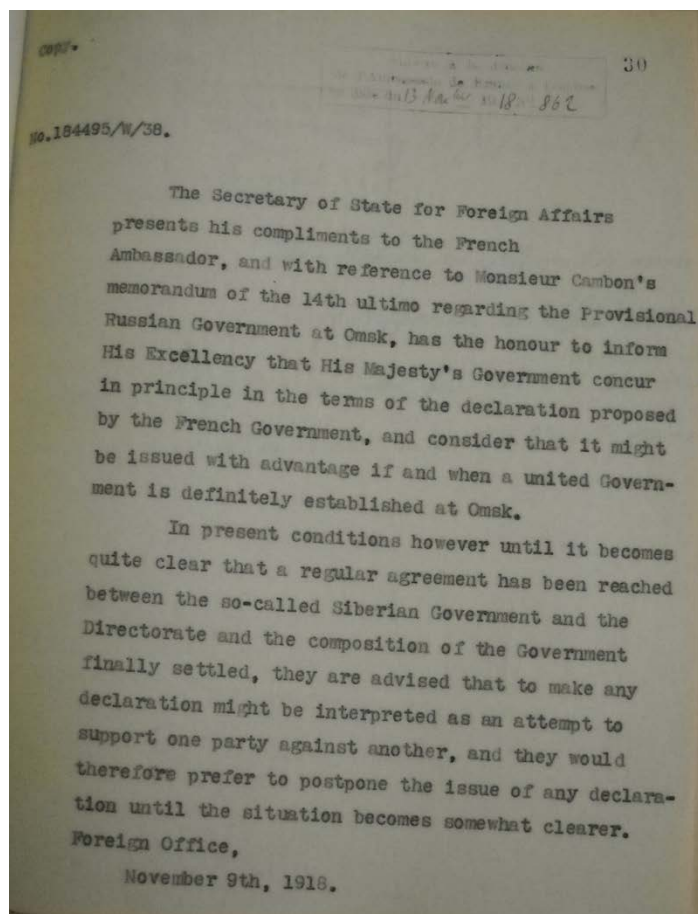 COPY.
30
13 18 862
No.184495/W/38.
The Secretary of State for Foreign Affairs
presents his compliments to the French
Ambassador, and with reference to Monsieur Cambon's
memorandum of the 14th ultimo regarding the Provisional
Russian Government at Omsk, has the honour to inform
His Excellency that His Majesty's Government concur
in principle in the terms of the declaration proposed
by the French Government, and consider that it might
be issued with advantage if and when a united Govern-
ment is definitely established at Omsk.
In present conditions however until it becomes
quite clear that a regular agreement has been reached
between the so-called Siberian Government and the
Directorate and the composition of the Government
finally settled, they are advised that to make any
declaration might be interpreted as an attempt to
support one party against another, and they would
therefore prefer to postpone the issue of any declara-
tion until the situation becomes somewhat clearer.
Foreign Office,
November 9th, 1918.